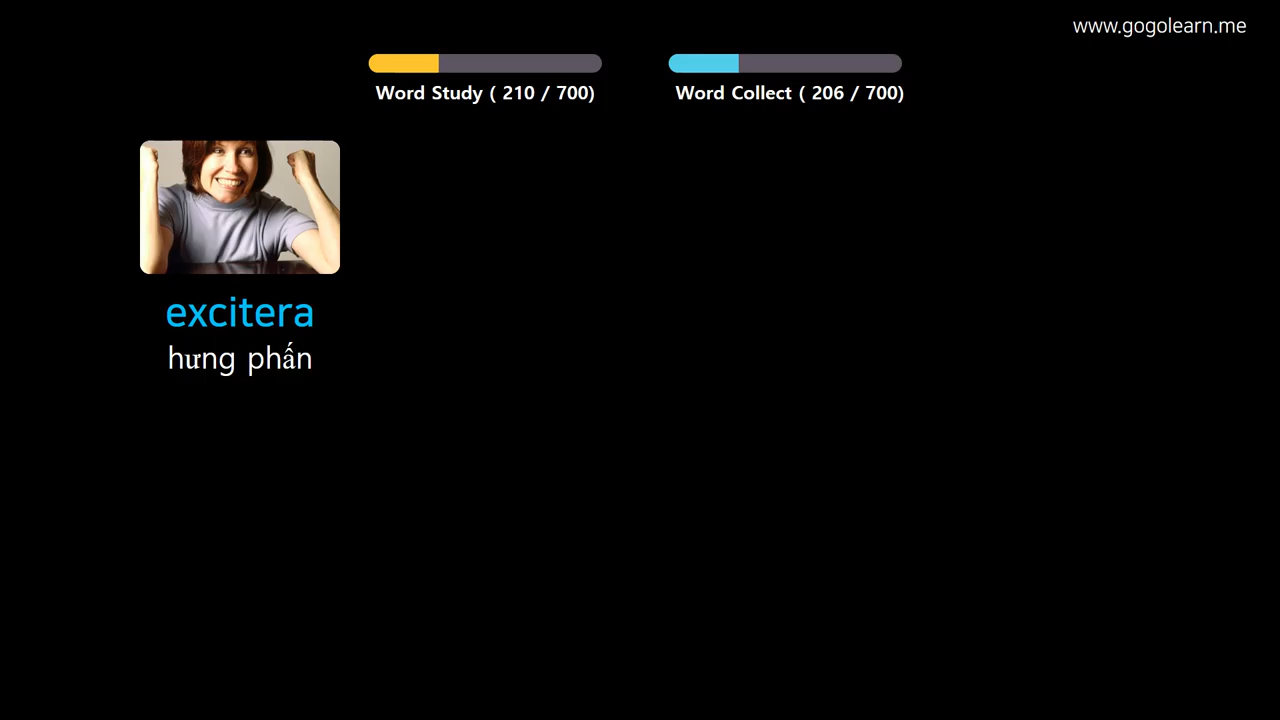 www.gogolearn.me
Word Study ( 210 / 700)
Word Collect ( 206 / 700)
excitera
hưng phấn